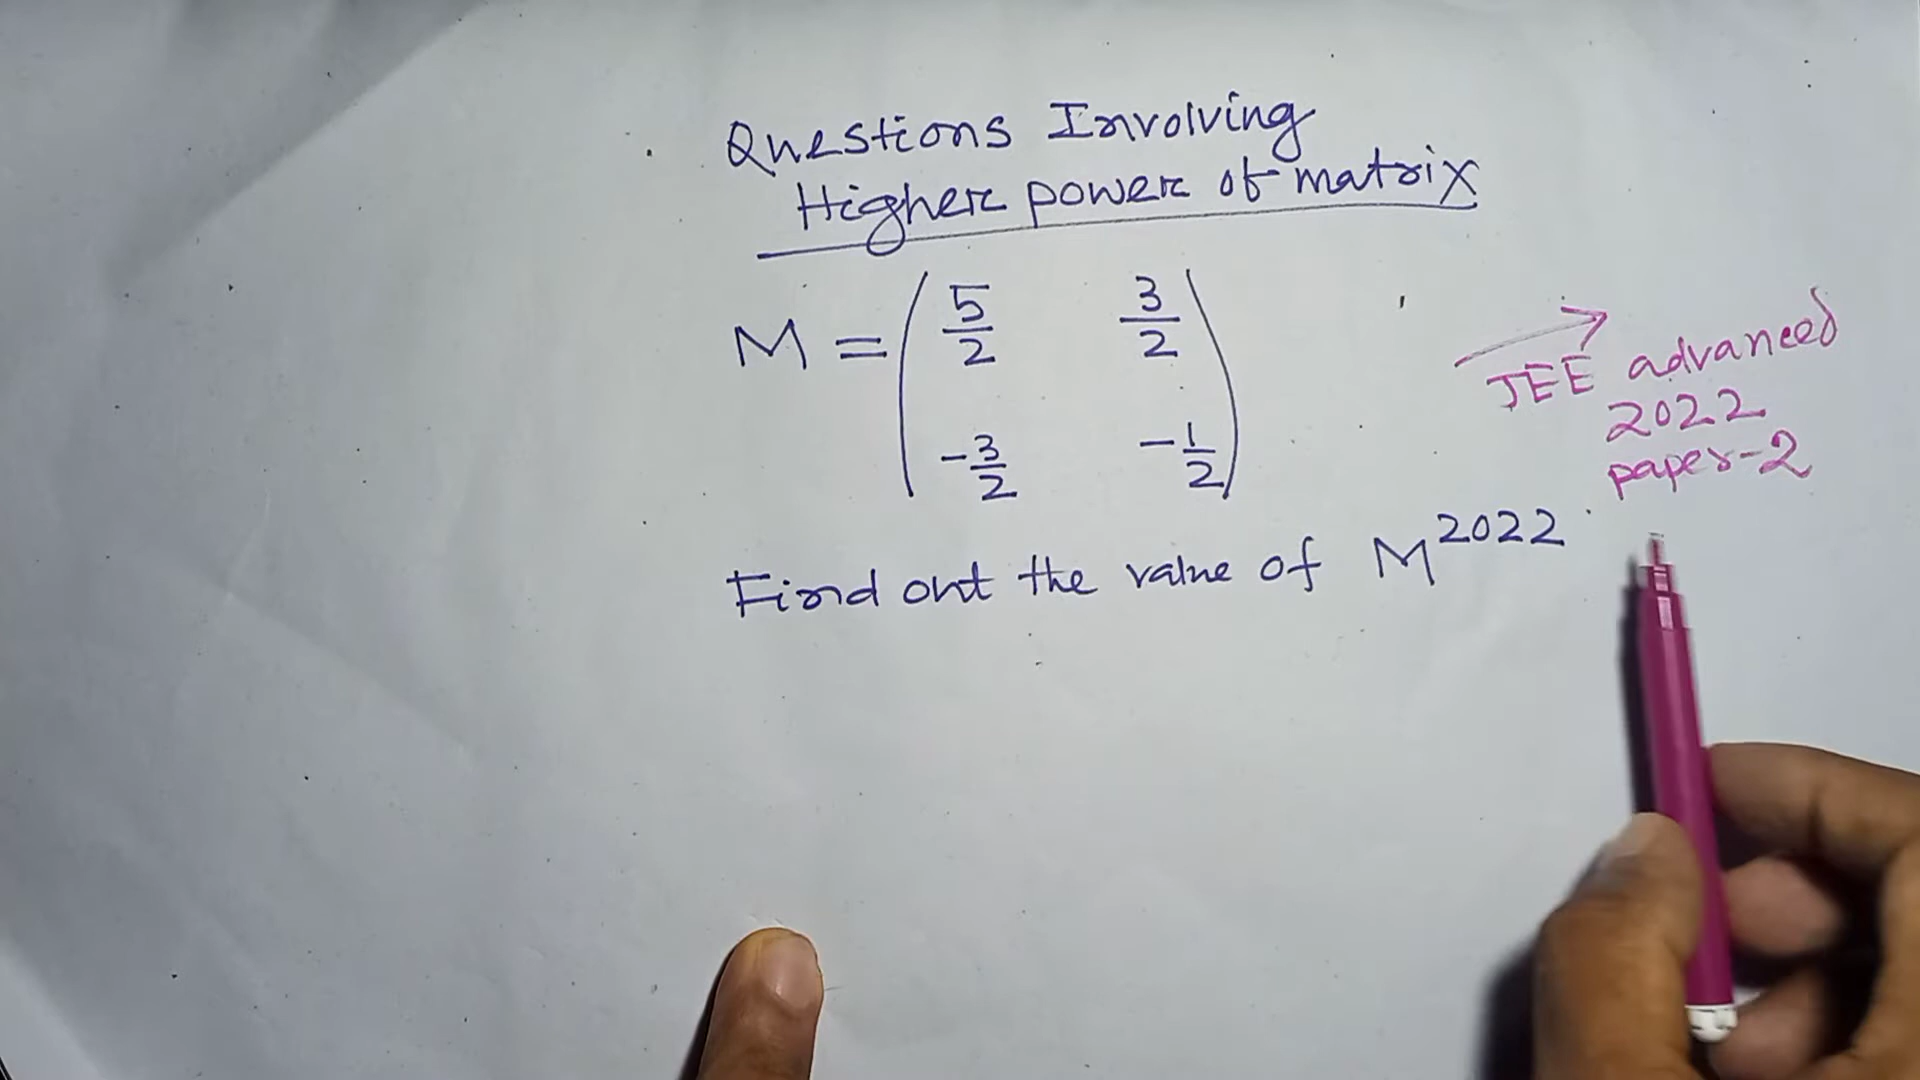 Questions Involving
Higher power of matrix
M = ( 5/2 3/2
-3/2 -1/2 )
JEE advanced
2022
paper-2
Find out the value of M^2022